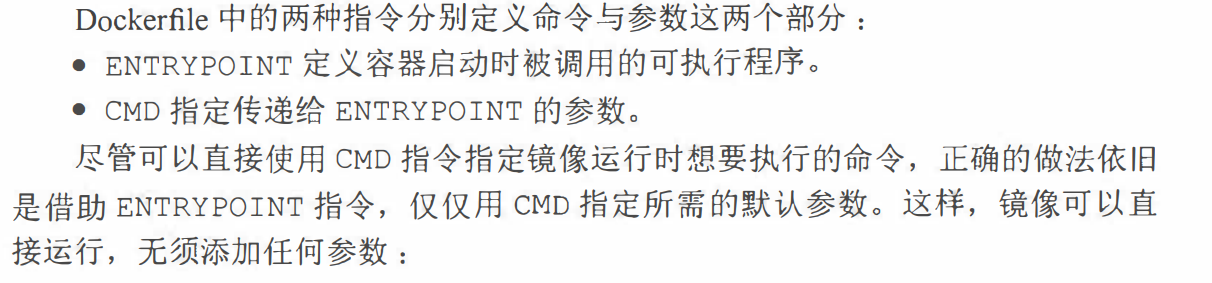 Dockerfile 中的两种指令分别定义命令与参数这两个部分：
● ENTRYPOINT 定义容器启动时被调用的可执行程序。
● CMD 指定传递给 ENTRYPOINT 的参数。
尽管可以直接使用 CMD 指令指定镜像运行时想要执行的命令，正确的做法依旧
是借助 ENTRYPOINT 指令，仅仅用 CMD 指定所需的默认参数。这样，镜像可以直
接运行，无须添加任何参数：